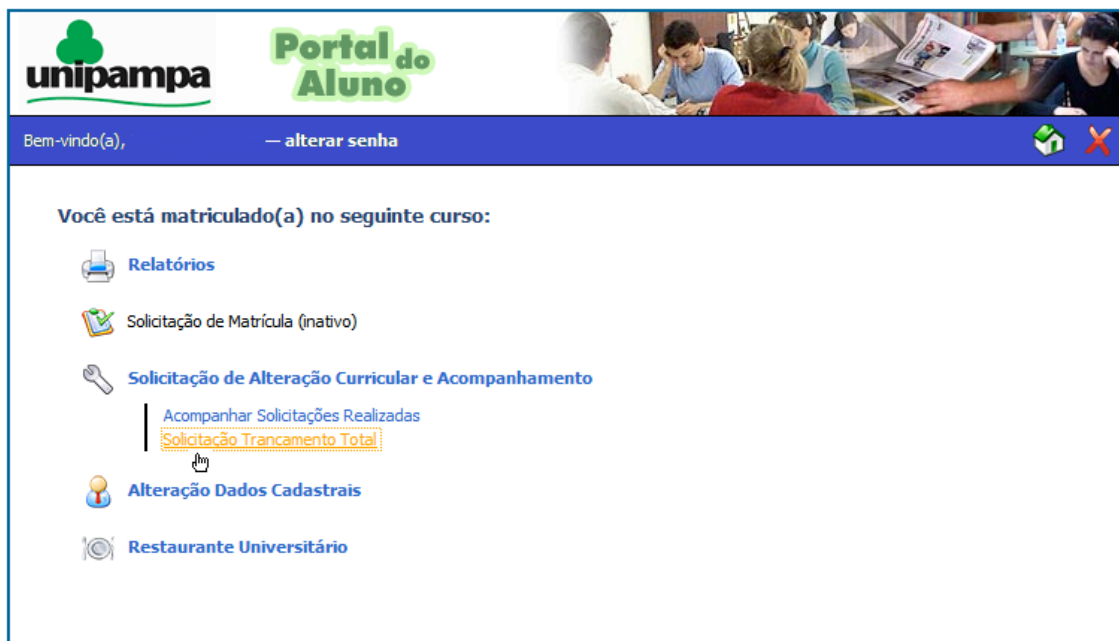 unipampa
Portal do
Aluno
Bem-vindo(a), — alterar senha
Você está matriculado(a) no seguinte curso:
Relatórios
Solicitação de Matrícula (inativo)
Solicitação de Alteração Curricular e Acompanhamento
Acompanhar Solicitações Realizadas
Solicitação Trancamento Total
Alteração Dados Cadastrais
Restaurante Universitário